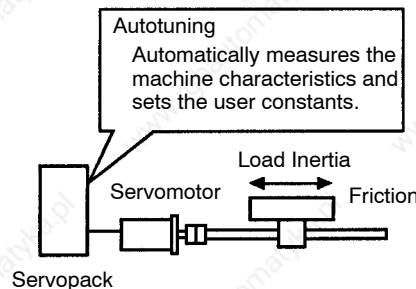 Autotuning
Automatically measures the
machine characteristics and
sets the user constants.
Load Inertia
Servomotor
Friction
Servopack